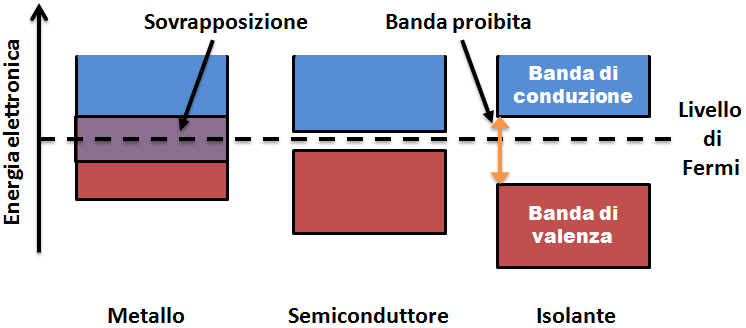 Sovrapposizione
Banda proibita
Energia elettronica
Banda di
conduzione
Livello
di
Fermi
Banda di
valenza
Metallo
Semiconduttore
Isolante